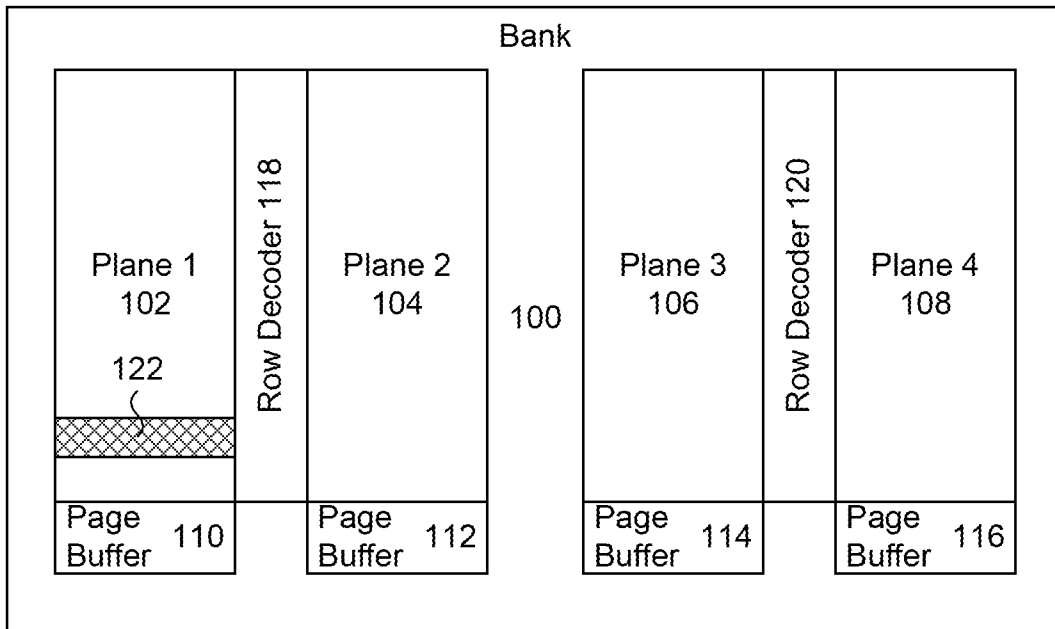 Bank
Plane 1
102
122
Row Decoder 118
Plane 2
104
100
Plane 3
106
Row Decoder 120
Plane 4
108
Page
Buffer 110
Page
Buffer 112
Page
Buffer 114
Page
Buffer 116